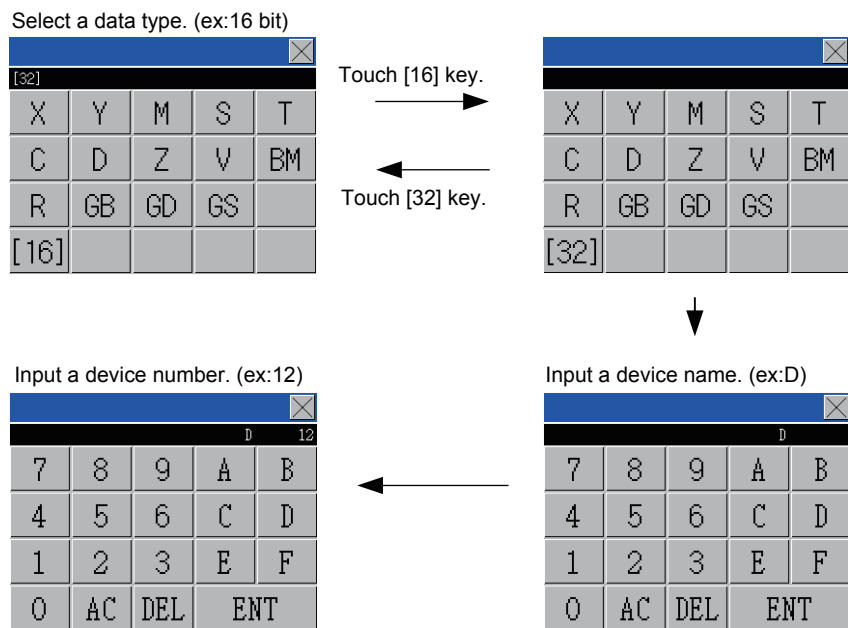 Select a data type. (ex:16 bit)
[32]
X Y M S T
C D Z V BM
R GB GD GS
[16]
Touch [16] key.
Touch [32] key.
X Y M S T
C D Z V BM
R GB GD GS
[32]
Input a device number. (ex:12)
D 12
7 8 9 A B
4 5 6 C D
1 2 3 E F
0 AC DEL ENT
Input a device name. (ex:D)
D
7 8 9 A B
4 5 6 C D
1 2 3 E F
0 AC DEL ENT